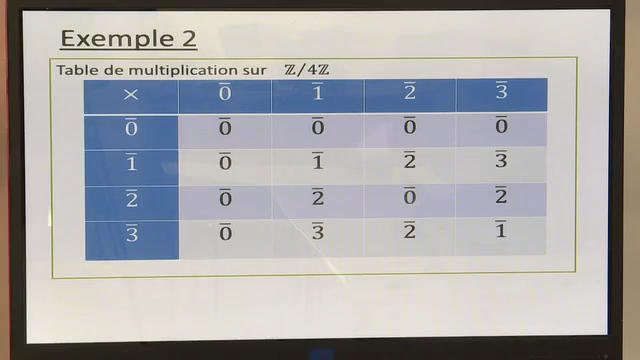 Exemple 2
Table de multiplication sur ℤ/4ℤ
× 0̅ 1̅ 2̅ 3̅
0̅ 0̅ 0̅ 0̅ 0̅
1̅ 0̅ 1̅ 2̅ 3̅
2̅ 0̅ 2̅ 0̅ 2̅
3̅ 0̅ 3̅ 2̅ 1̅